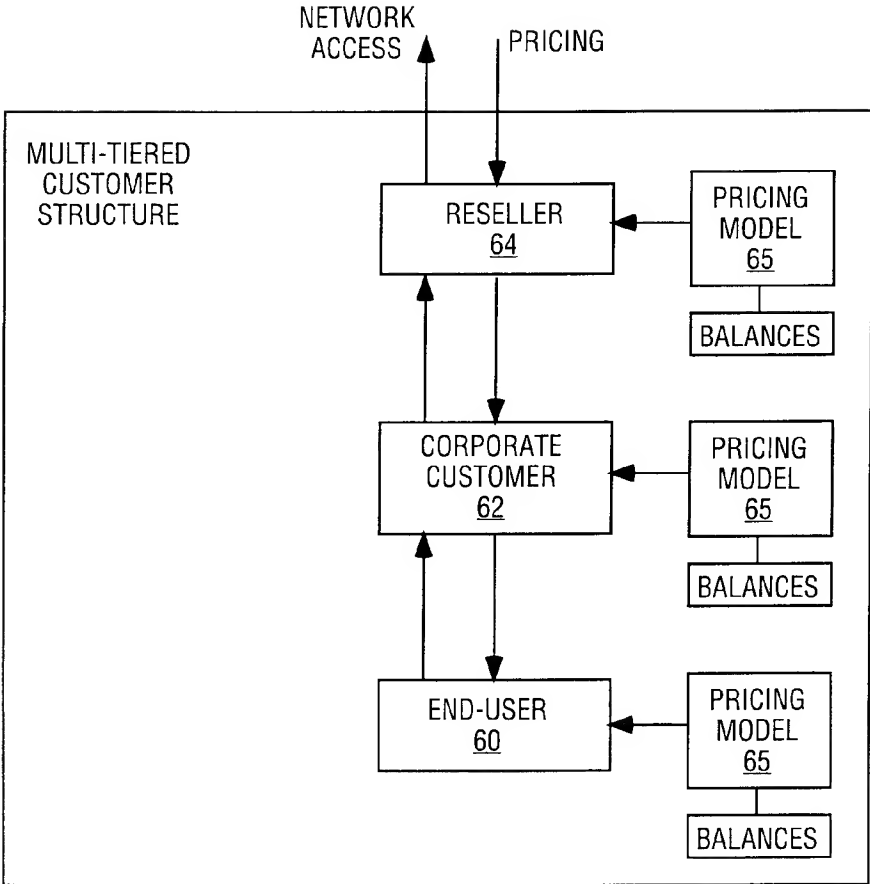 NETWORK
ACCESS
PRICING
MULTI-TIERED
CUSTOMER
STRUCTURE
RESELLER
64
PRICING
MODEL
65
BALANCES
CORPORATE
CUSTOMER
62
PRICING
MODEL
65
BALANCES
END-USER
60
PRICING
MODEL
65
BALANCES